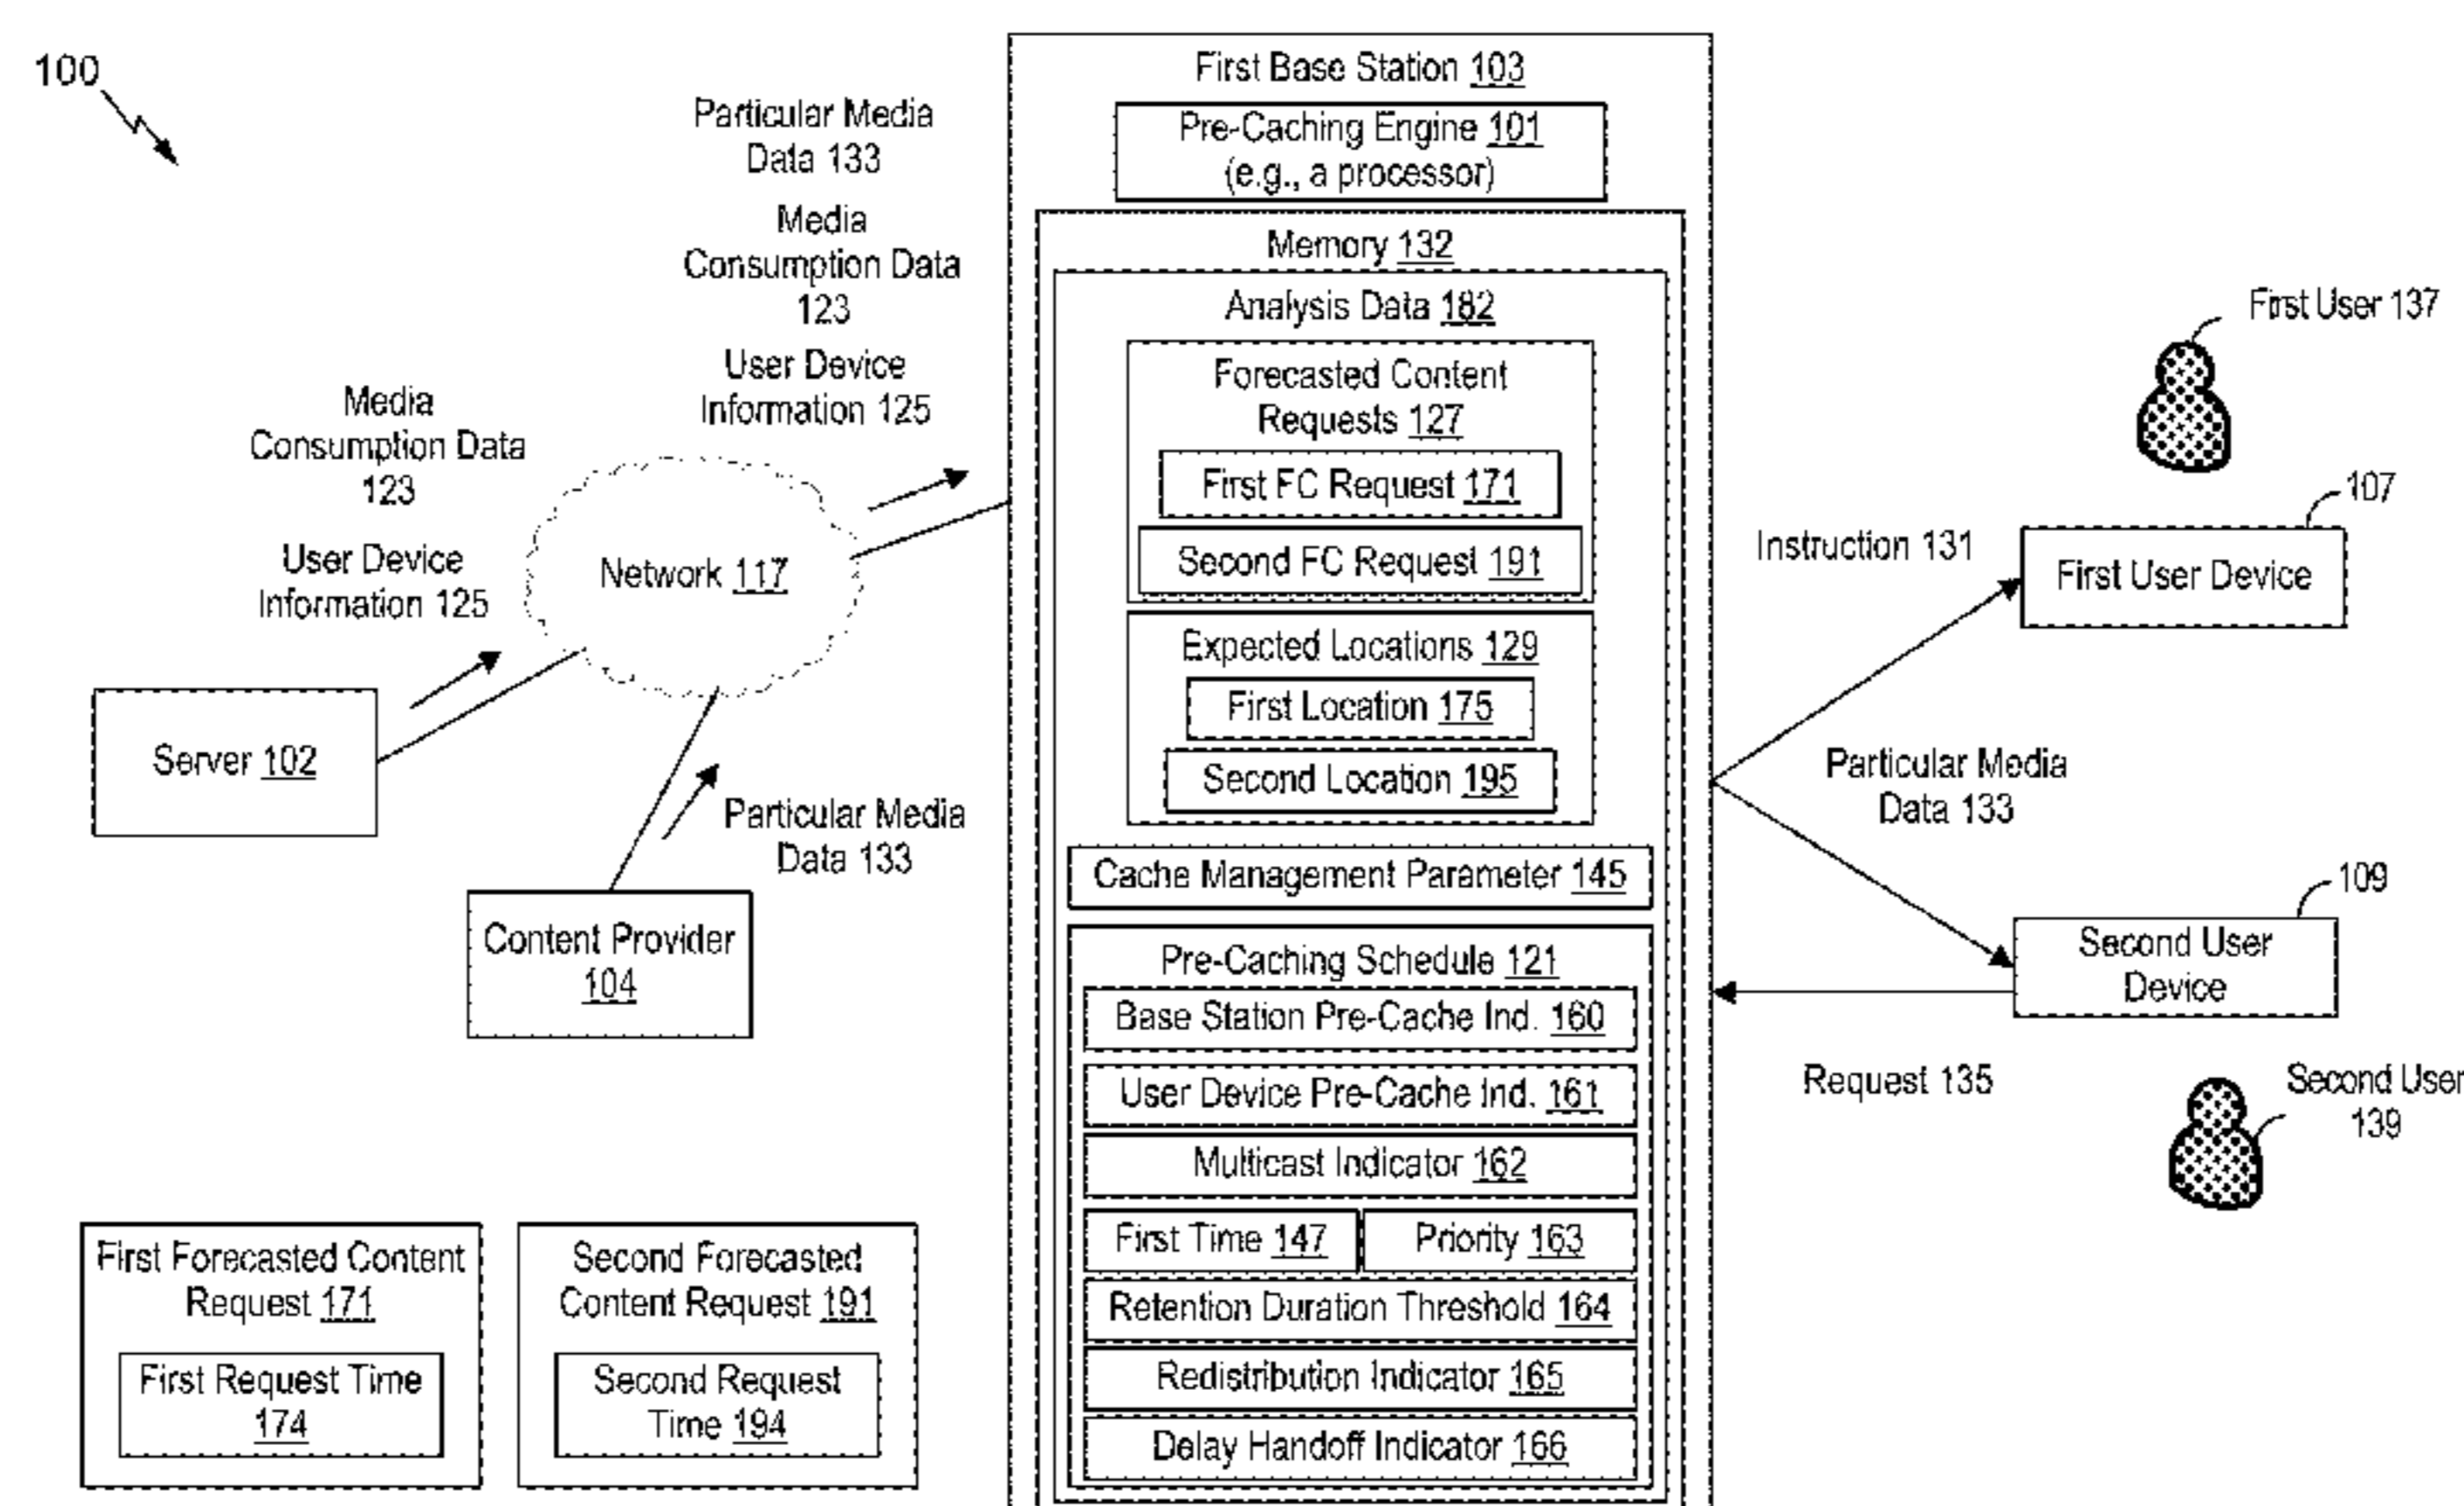 100
Particular Media
Data 133
Media
Consumption Data
123
User Device
Information 125
Media
Consumption Data
123
User Device
Information 125
Network 117
Server 102
Particular Media
Data 133
Content Provider
104
First Forecasted Content
Request 171
First Request Time
174
Second Forecasted
Content Request 191
Second Request
Time 194
First Base Station 103
Pre-Caching Engine 101
(e.g., a processor)
Memory 132
Analysis Data 182
Forecasted Content
Requests 127
First FC Request 171
Second FC Request 191
Expected Locations 129
First Location 175
Second Location 195
Cache Management Parameter 145
Pre-Caching Schedule 121
Base Station Pre-Cache Ind. 160
User Device Pre-Cache Ind. 161
Multicast Indicator 162
First Time 147
Priority 163
Retention Duration Threshold 164
Redistribution Indicator 165
Delay Handoff Indicator 166
First User 137
107
Instruction 131
First User Device
Particular Media
Data 133
109
Second User
Device
Request 135
Second User
139